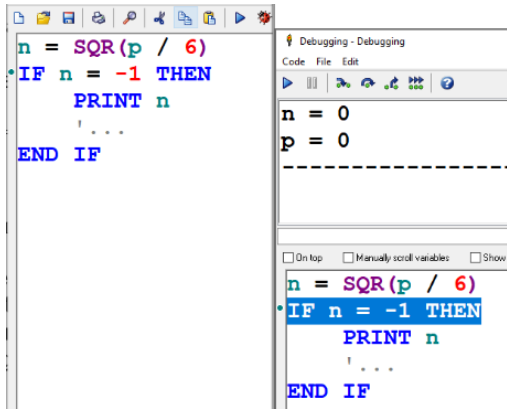 n = SQR(p / 6)
IF n = -1 THEN
PRINT n
'...
END IF
Debugging - Debugging
Code File Edit
n = 0
p = 0
--------------------
On top Manually scroll variables Show
n = SQR(p / 6)
IF n = -1 THEN
PRINT n
'...
END IF